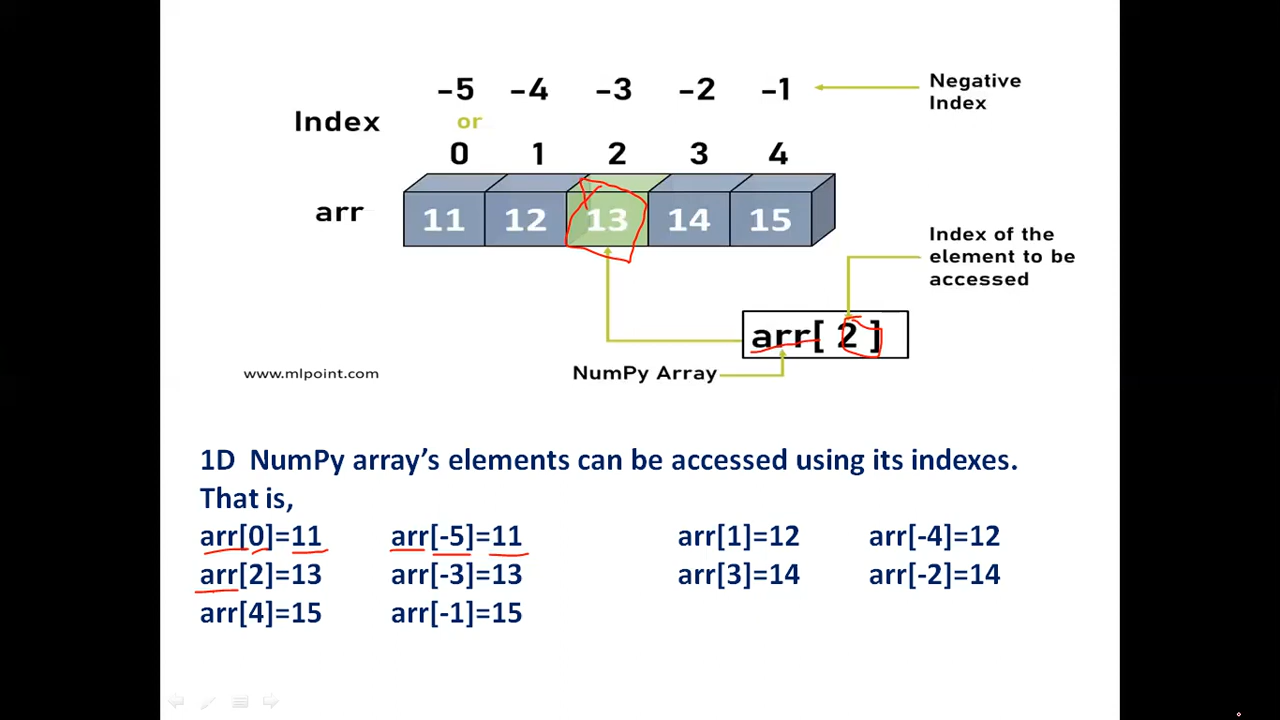 -5 -4 -3 -2 -1
Negative
Index
Index
or
0 1 2 3 4
arr
11 12 13 14 15
Index of the
element to be
accessed
arr[ 2 ]
www.mlpoint.com
NumPy Array
1D NumPy array’s elements can be accessed using its indexes.
That is,
arr[0]=11 arr[-5]=11 arr[1]=12 arr[-4]=12
arr[2]=13 arr[-3]=13 arr[3]=14 arr[-2]=14
arr[4]=15 arr[-1]=15